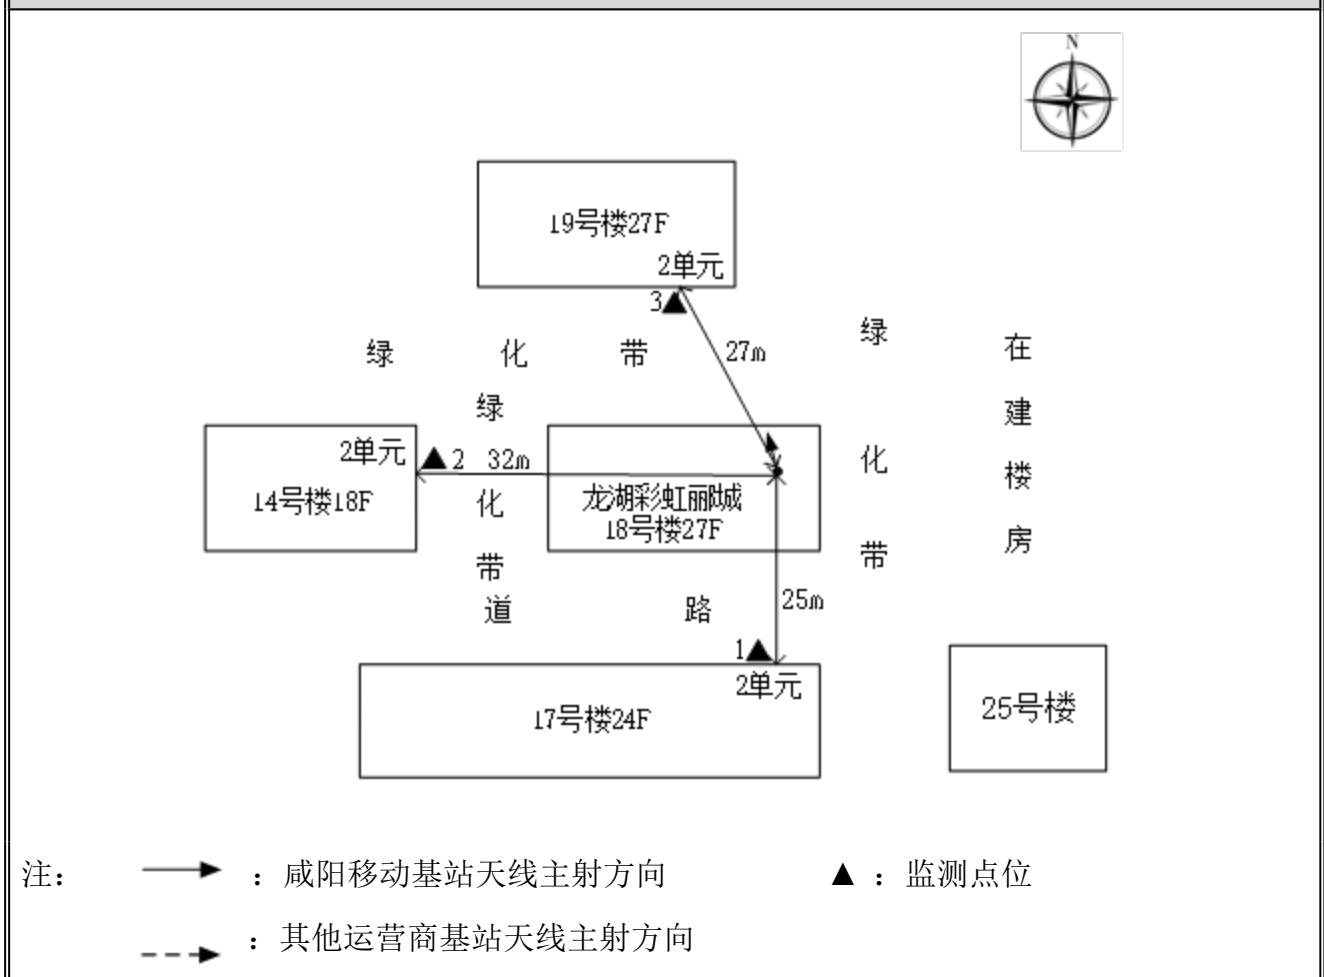 N
19号楼27F
2单元
3▲
绿 化 带
27m
绿化带
在建楼房
绿化带
2单元
▲2 32m
14号楼18F
龙湖彩虹丽城
18号楼27F
道 路
25m
1▲
2单元
17号楼24F
25号楼
注：
：咸阳移动基站天线主射方向
▲：监测点位
：其他运营商基站天线主射方向